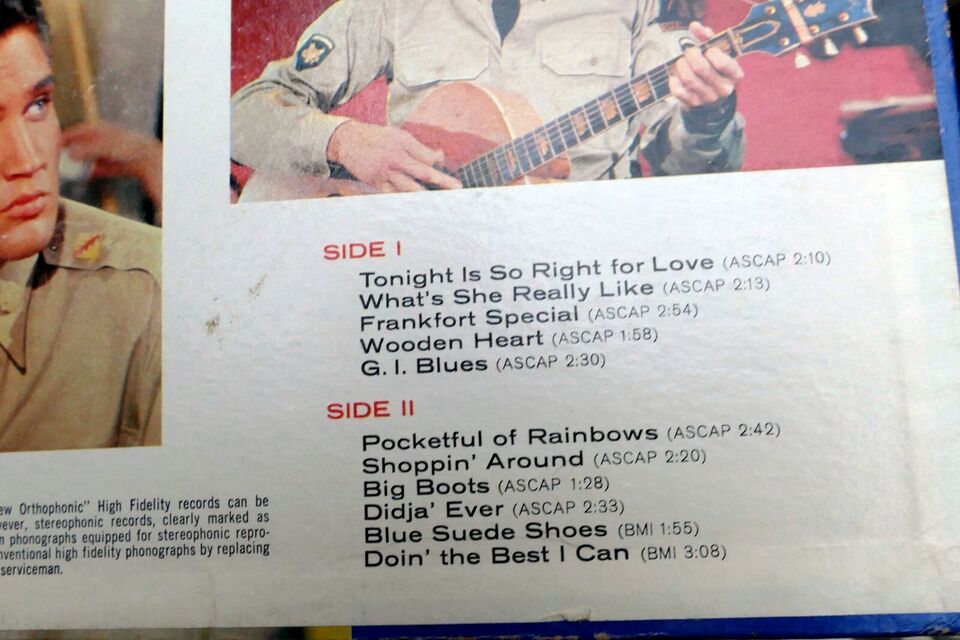 SIDE I
Tonight Is So Right for Love (ASCAP 2:10)
What's She Really Like (ASCAP 2:13)
Frankfort Special (ASCAP 2:54)
Wooden Heart (ASCAP 1:58)
G. I. Blues (ASCAP 2:30)
SIDE II
Pocketful of Rainbows (ASCAP 2:42)
Shoppin' Around (ASCAP 2:20)
Big Boots (ASCAP 1:28)
Didja' Ever (ASCAP 2:33)
Blue Suede Shoes (BMI 1:55)
Doin' the Best I Can (BMI 3:08)
Orthophonic" High Fidelity records can be
stereophonic records, clearly marked as
phonographs equipped for stereophonic repro-
high fidelity phonographs by replacing
serviceman.